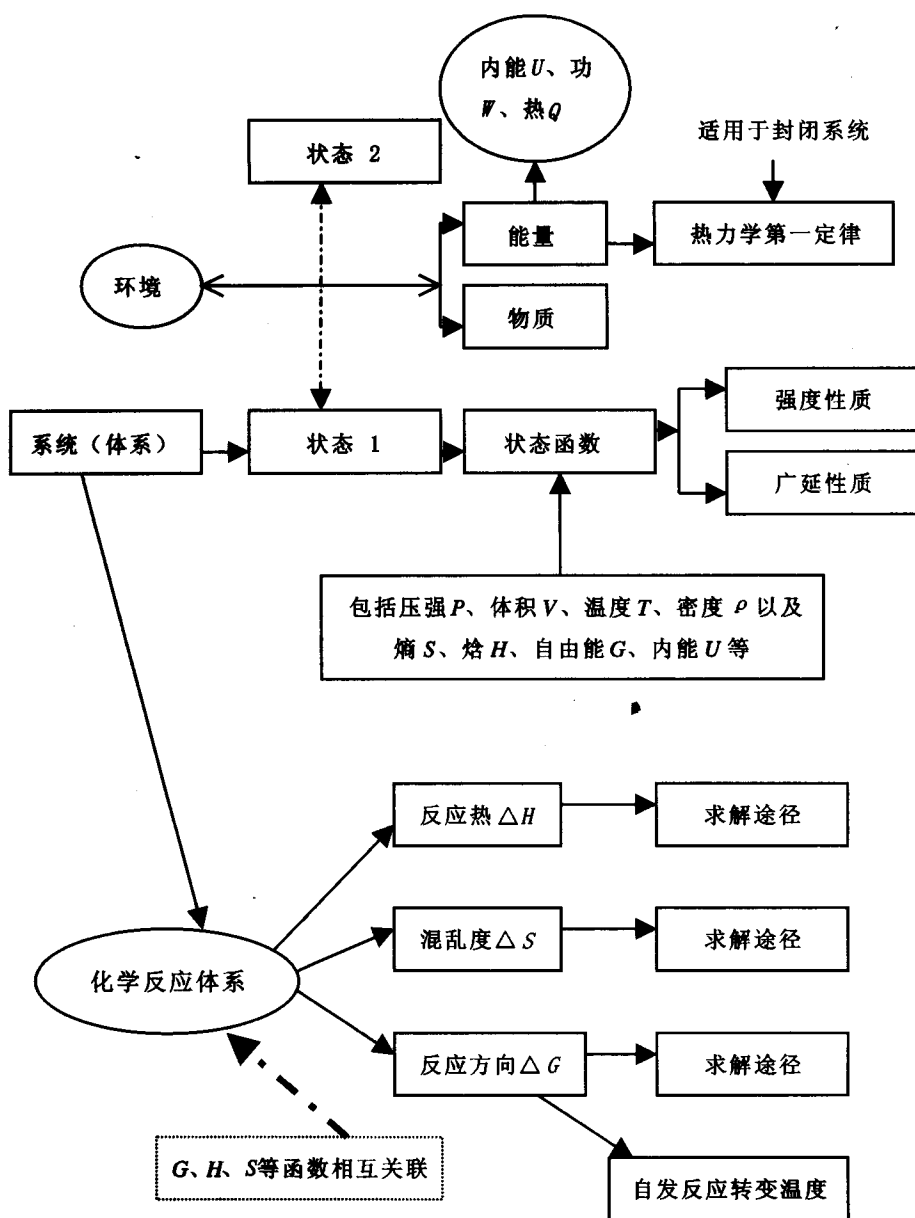 内能U、功
W、热Q
适用于封闭系统
状态 2
能量
热力学第一定律
环境
物质
强度性质
系统（体系）
状态 1
状态函数
广延性质
包括压强P、体积V、温度T、密度ρ以及
熵S、焓H、自由能G、内能U等
反应热△H
求解途径
混乱度△S
求解途径
化学反应体系
反应方向△G
求解途径
G、H、S等函数相互关联
自发反应转变温度